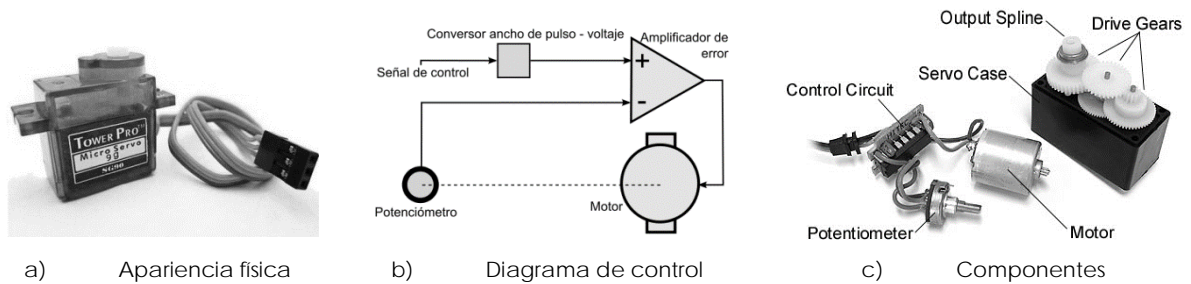 TOWER PRO™
Micro Servo
9g
SG90
Conversor ancho de pulso - voltaje
Amplificador de
error
Señal de control
+
-
Potenciómetro
Motor
Output Spline
Drive Gears
Servo Case
Control Circuit
Potentiometer
Motor
a) Apariencia física
b) Diagrama de control
c) Componentes